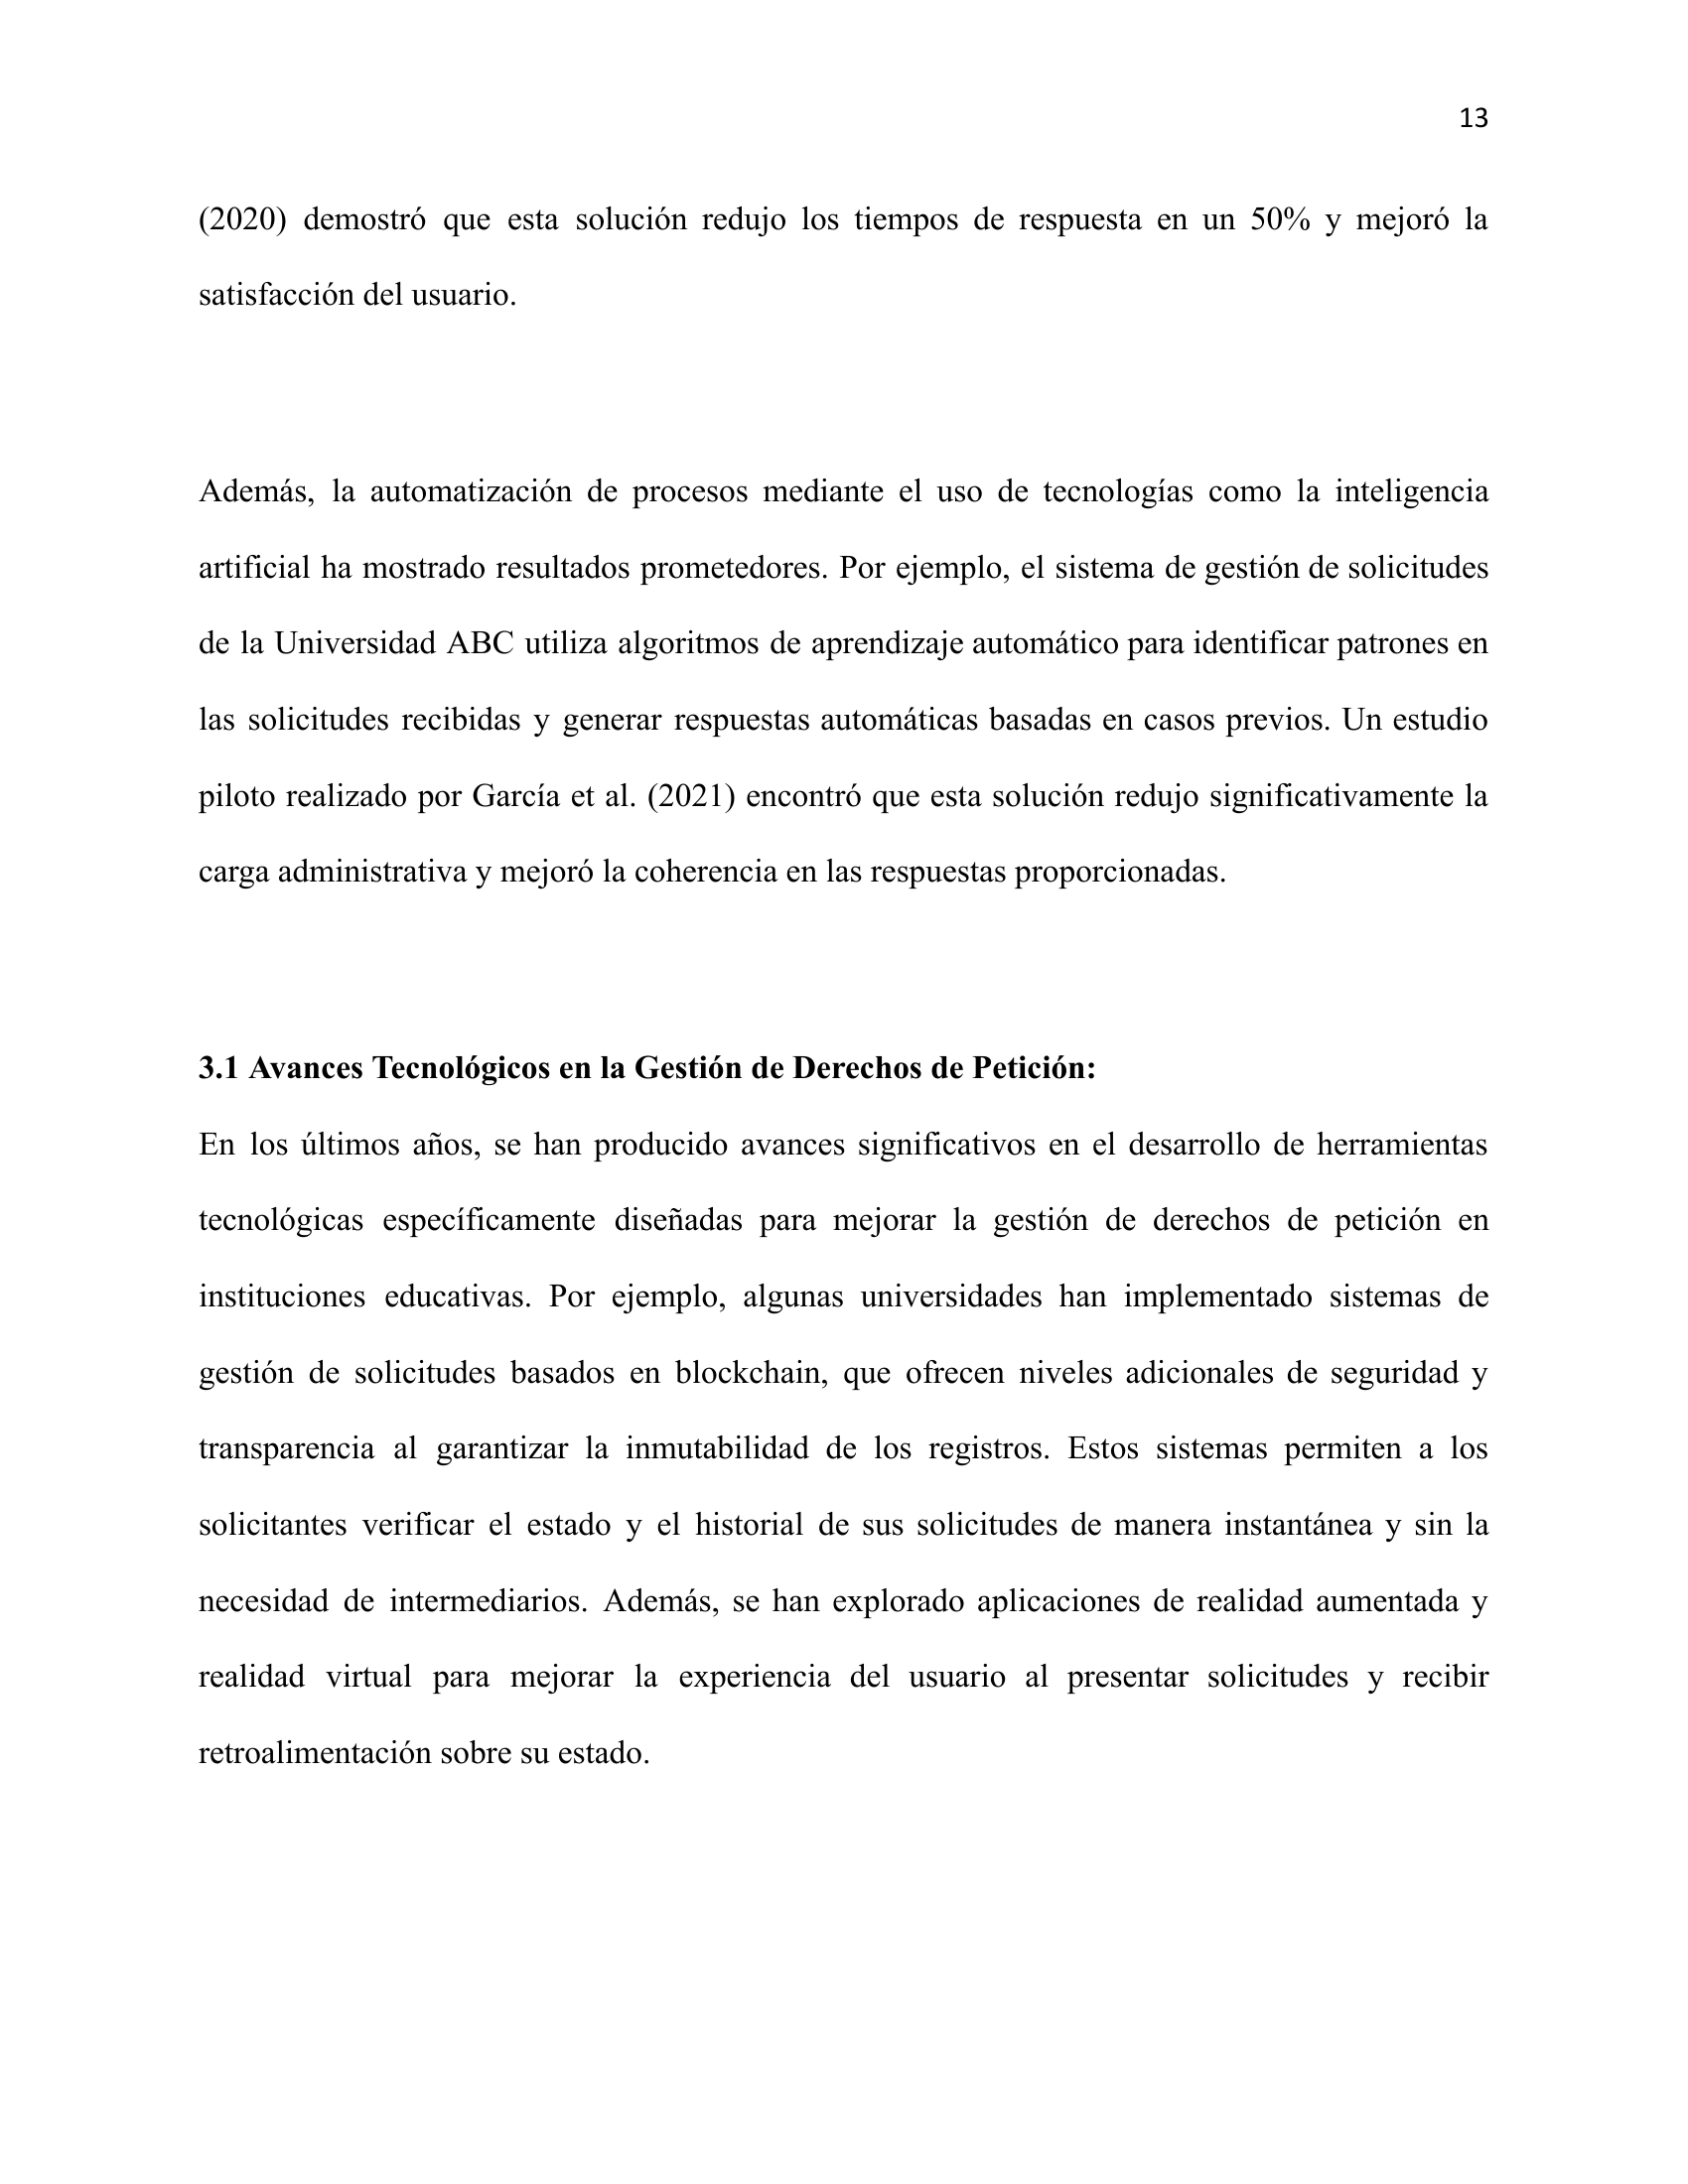 13
(2020) demostró que esta solución redujo los tiempos de respuesta en un 50% y mejoró la
satisfacción del usuario.
Además, la automatización de procesos mediante el uso de tecnologías como la inteligencia
artificial ha mostrado resultados prometedores. Por ejemplo, el sistema de gestión de solicitudes
de la Universidad ABC utiliza algoritmos de aprendizaje automático para identificar patrones en
las solicitudes recibidas y generar respuestas automáticas basadas en casos previos. Un estudio
piloto realizado por García et al. (2021) encontró que esta solución redujo significativamente la
carga administrativa y mejoró la coherencia en las respuestas proporcionadas.
3.1 Avances Tecnológicos en la Gestión de Derechos de Petición:
En los últimos años, se han producido avances significativos en el desarrollo de herramientas
tecnológicas específicamente diseñadas para mejorar la gestión de derechos de petición en
instituciones educativas. Por ejemplo, algunas universidades han implementado sistemas de
gestión de solicitudes basados en blockchain, que ofrecen niveles adicionales de seguridad y
transparencia al garantizar la inmutabilidad de los registros. Estos sistemas permiten a los
solicitantes verificar el estado y el historial de sus solicitudes de manera instantánea y sin la
necesidad de intermediarios. Además, se han explorado aplicaciones de realidad aumentada y
realidad virtual para mejorar la experiencia del usuario al presentar solicitudes y recibir
retroalimentación sobre su estado.